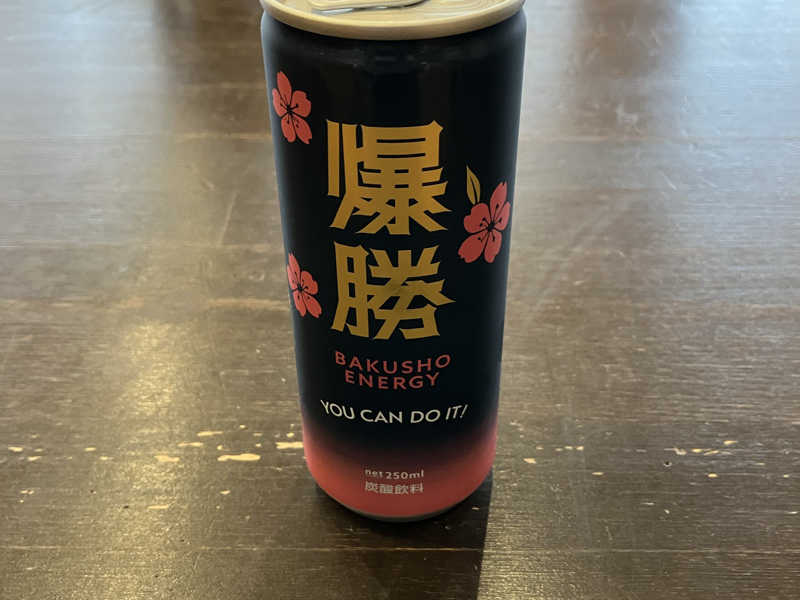 爆
勝
BAKUSHO
ENERGY
YOU CAN DO IT!
net 250ml
炭酸飲料